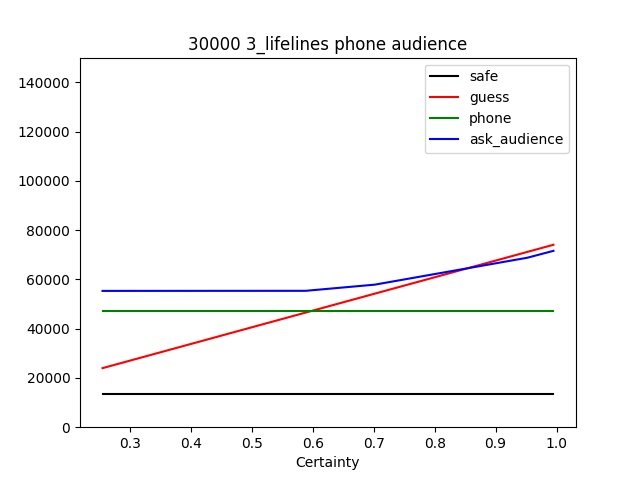 30000 3_lifelines phone audience
safe
guess
phone
ask_audience
140000
120000
100000
80000
60000
40000
20000
0
0.3 0.4 0.5 0.6 0.7 0.8 0.9 1.0
Certainty